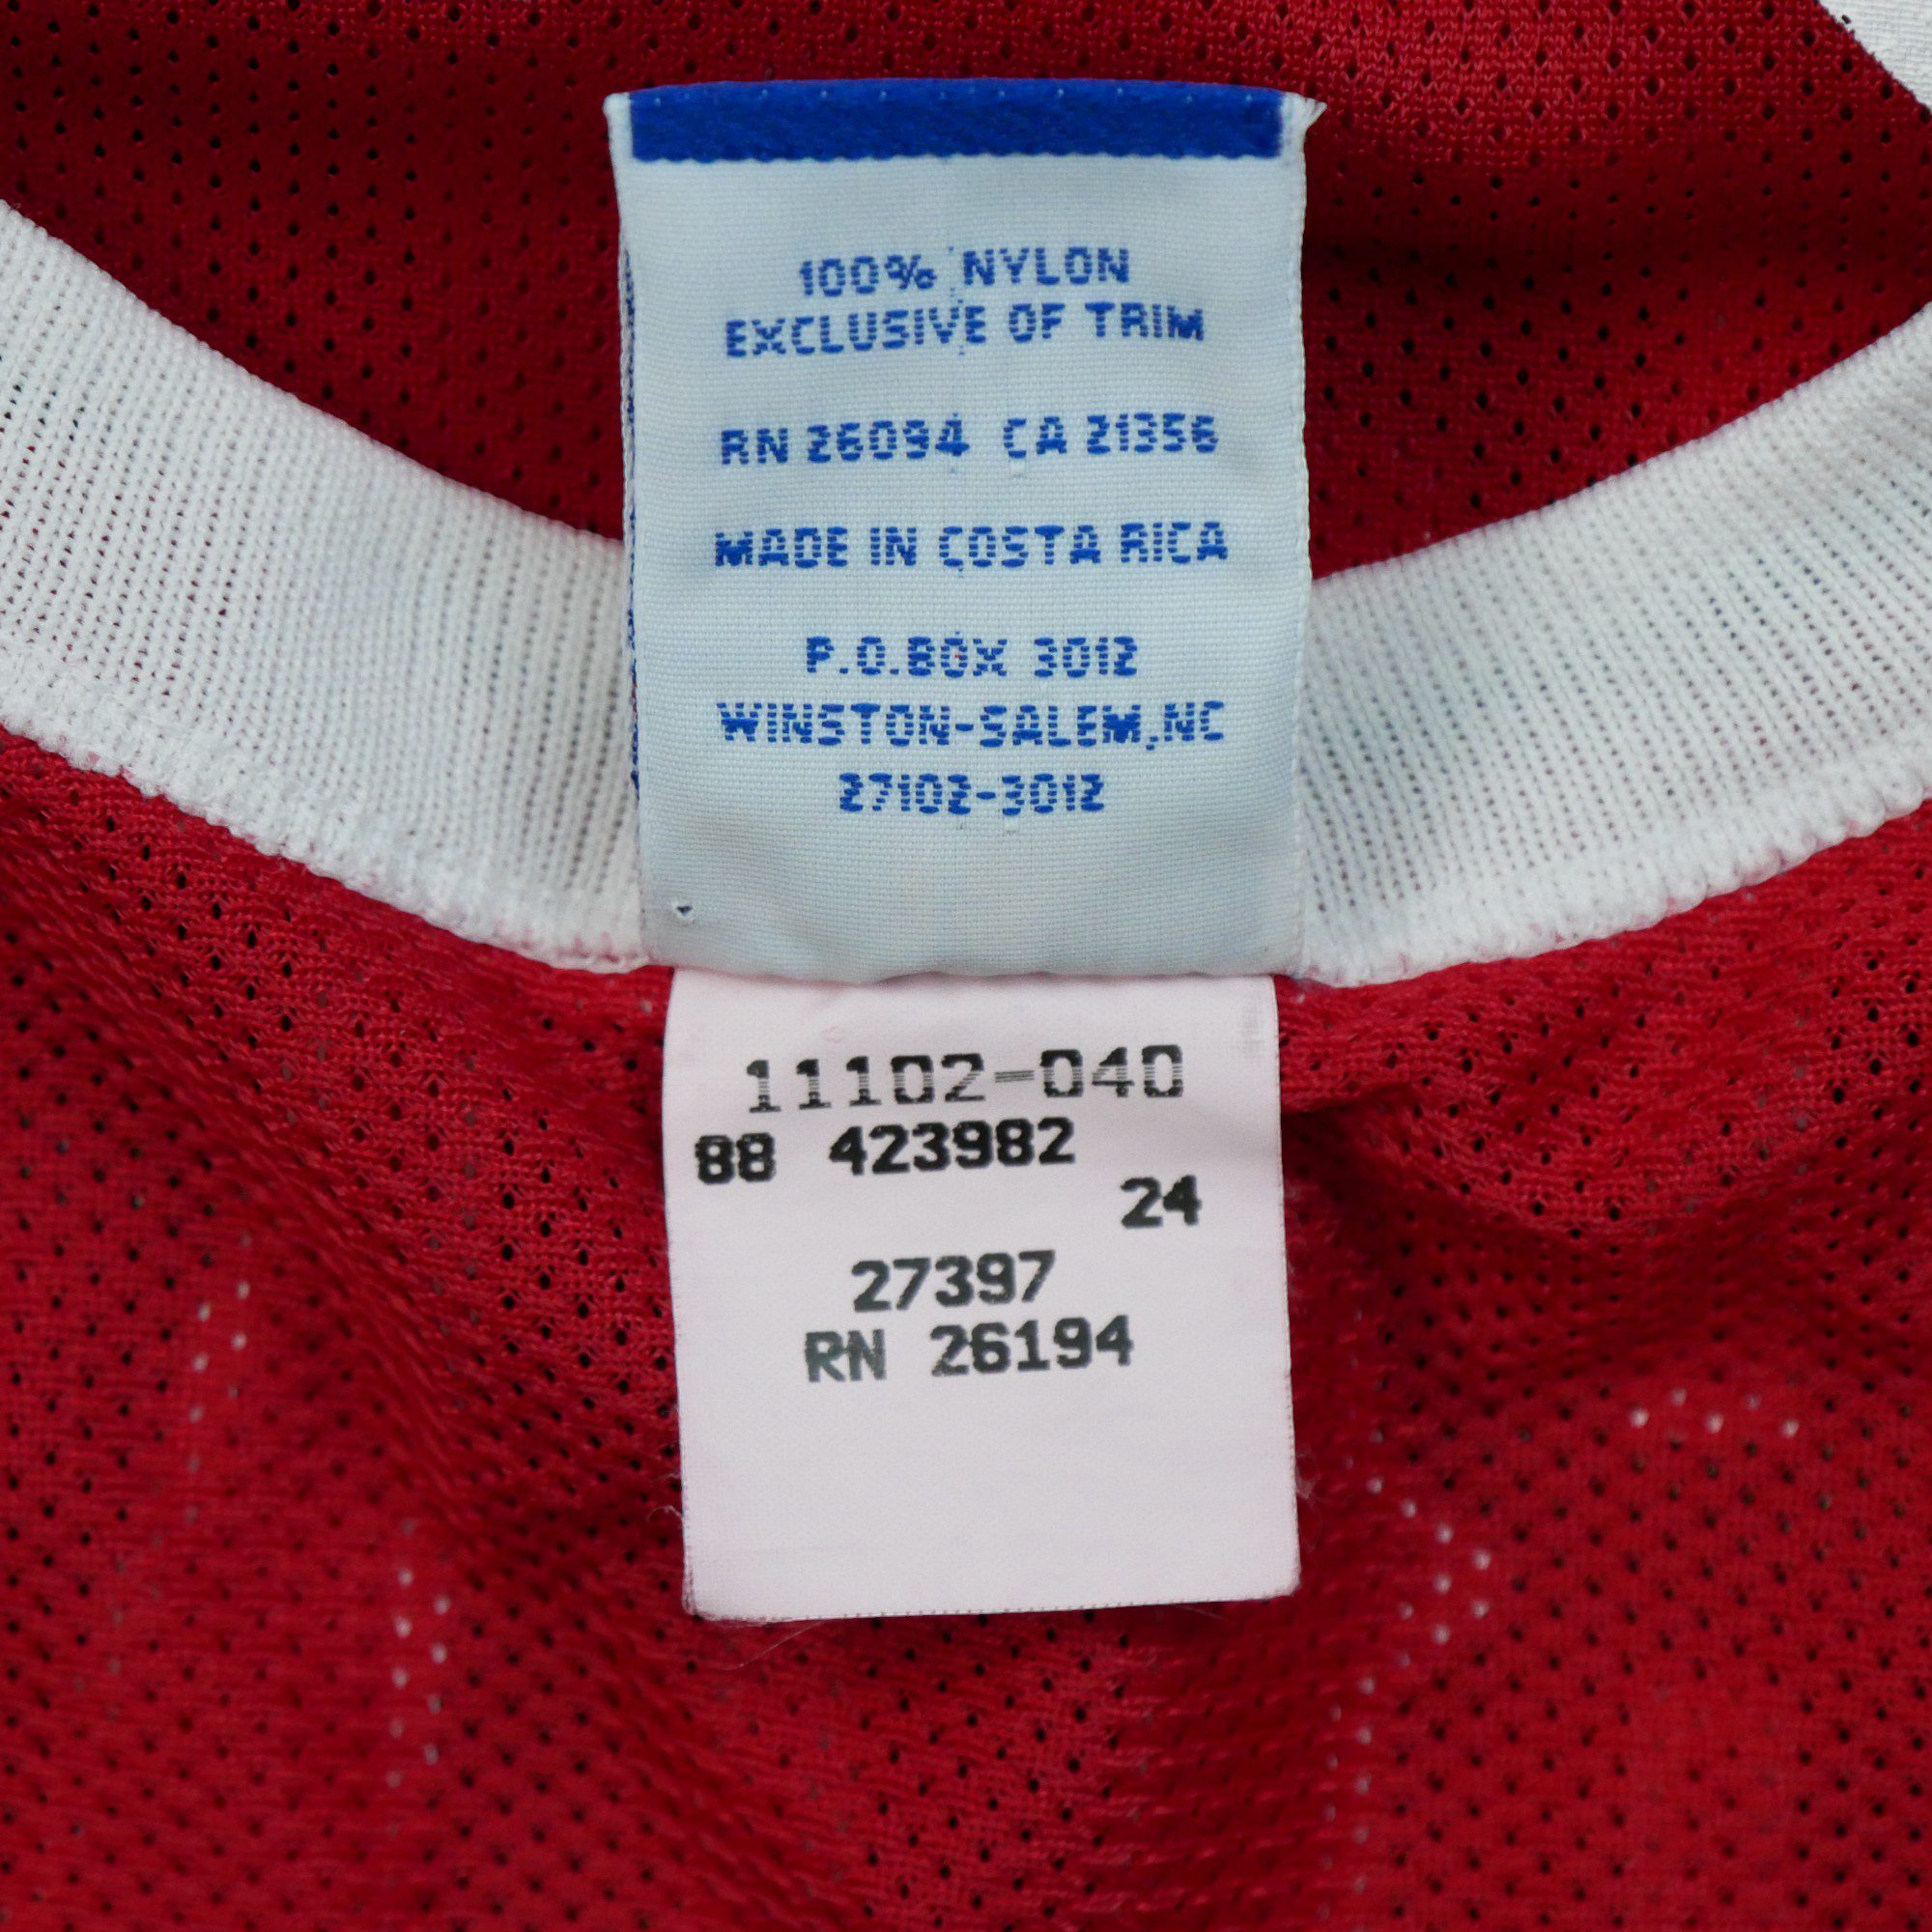 100% NYLON
EXCLUSIVE OF TRIM
RN 26094 CA 21356
MADE IN COSTA RICA
P.O.BOX 3012
WINSTON-SALEM,NC
27102-3012
11102-040
88 423982
24
27397
RN 26194